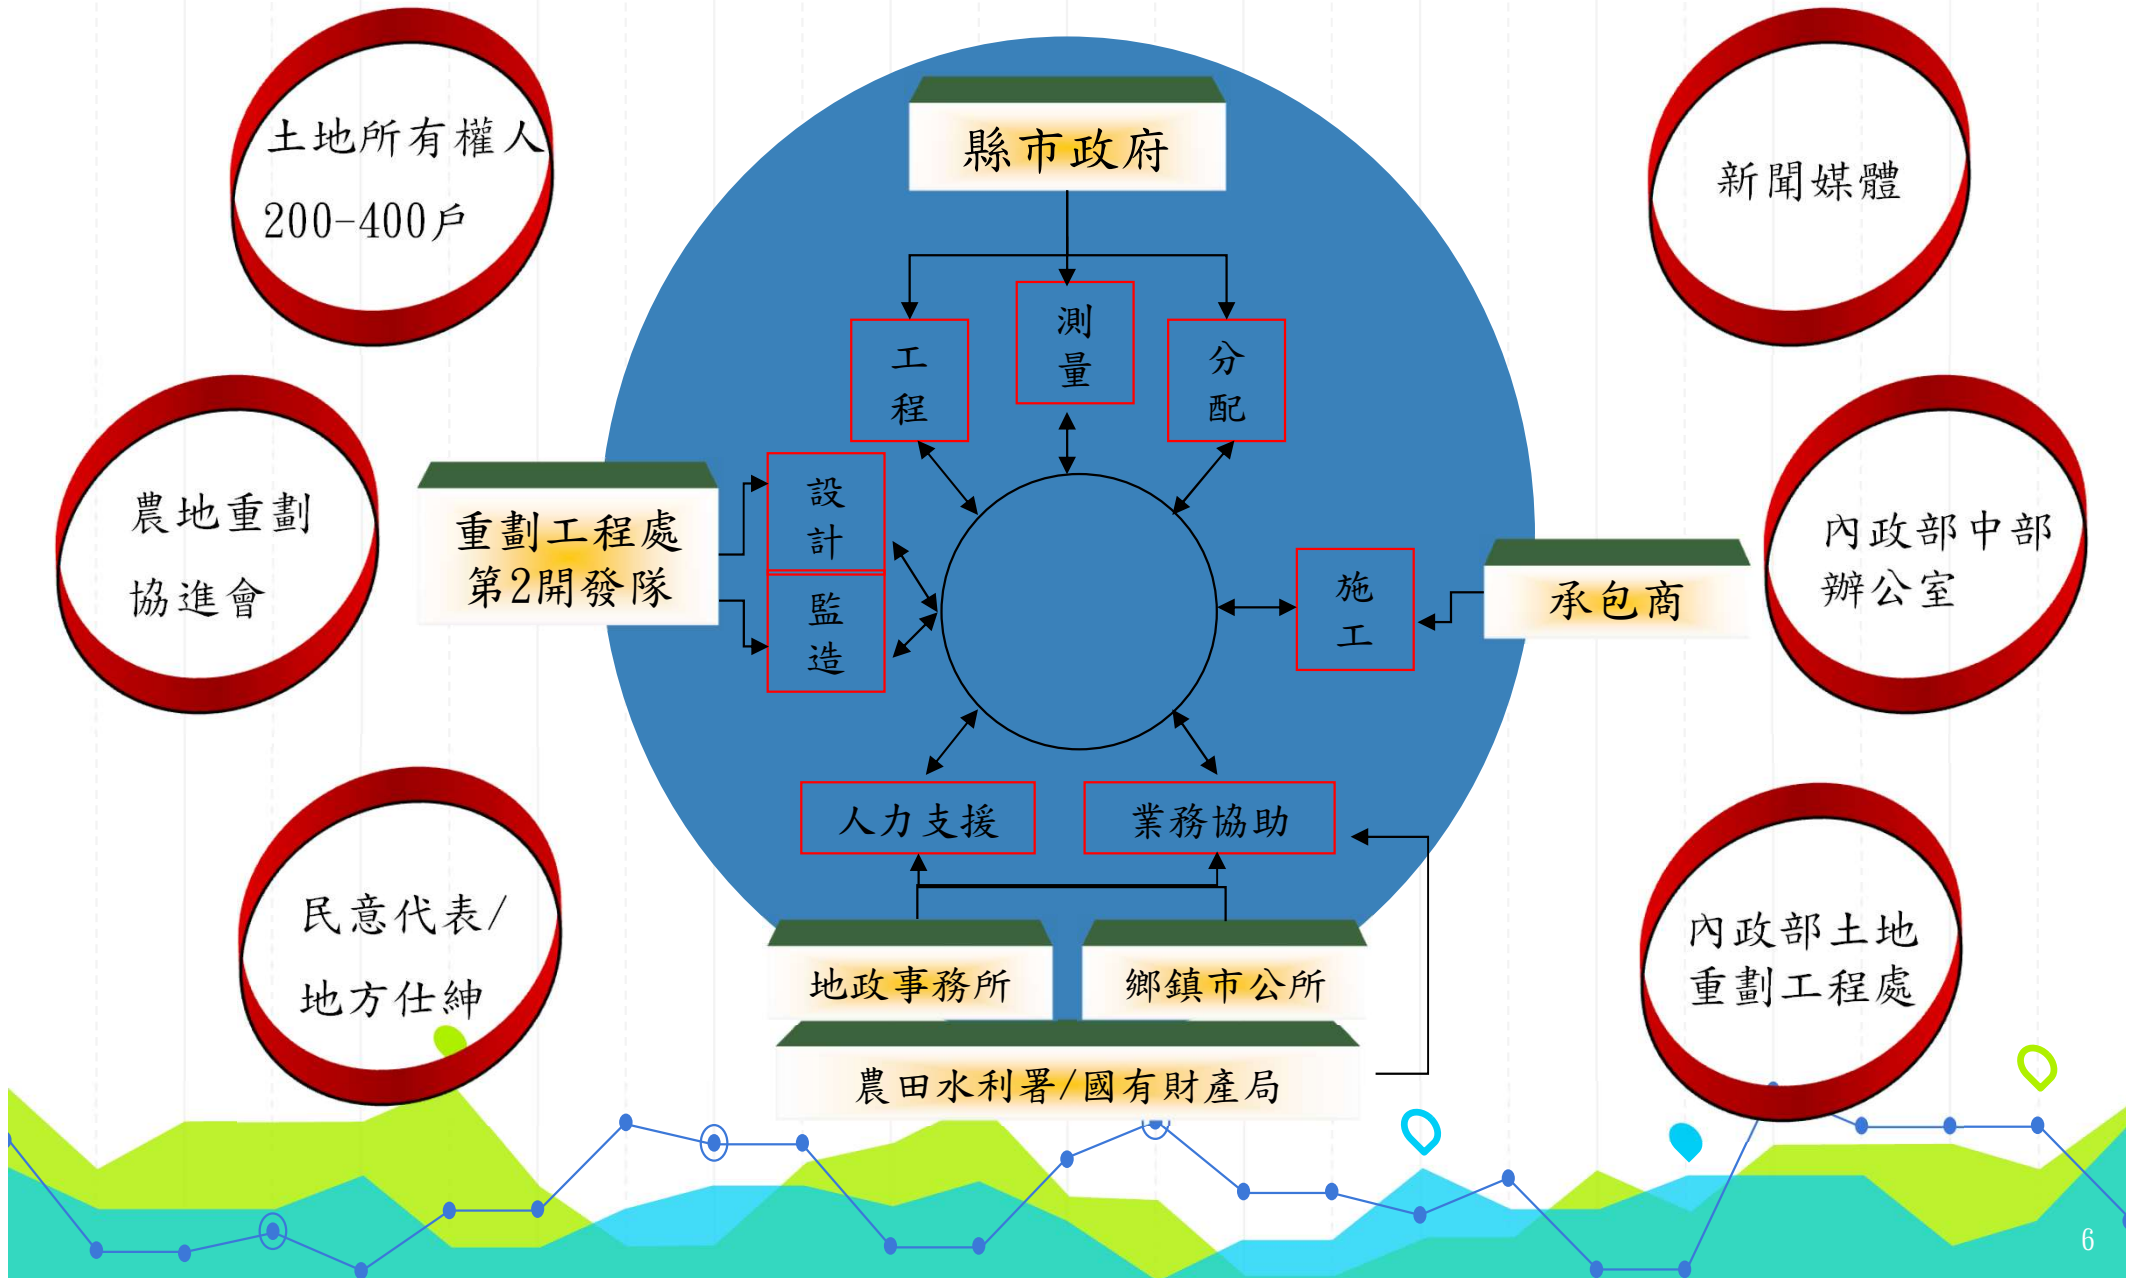 縣市政府
土地所有權人
200-400戶
新聞媒體
測
量
工
程
分
配
農地重劃
協進會
重劃工程處
第2開發隊
設
計
監
造
施
工
承包商
內政部中部
辦公室
人力支援
業務協助
民意代表/
地方仕紳
地政事務所
鄉鎮市公所
農田水利署/國有財產局
內政部土地
重劃工程處
6